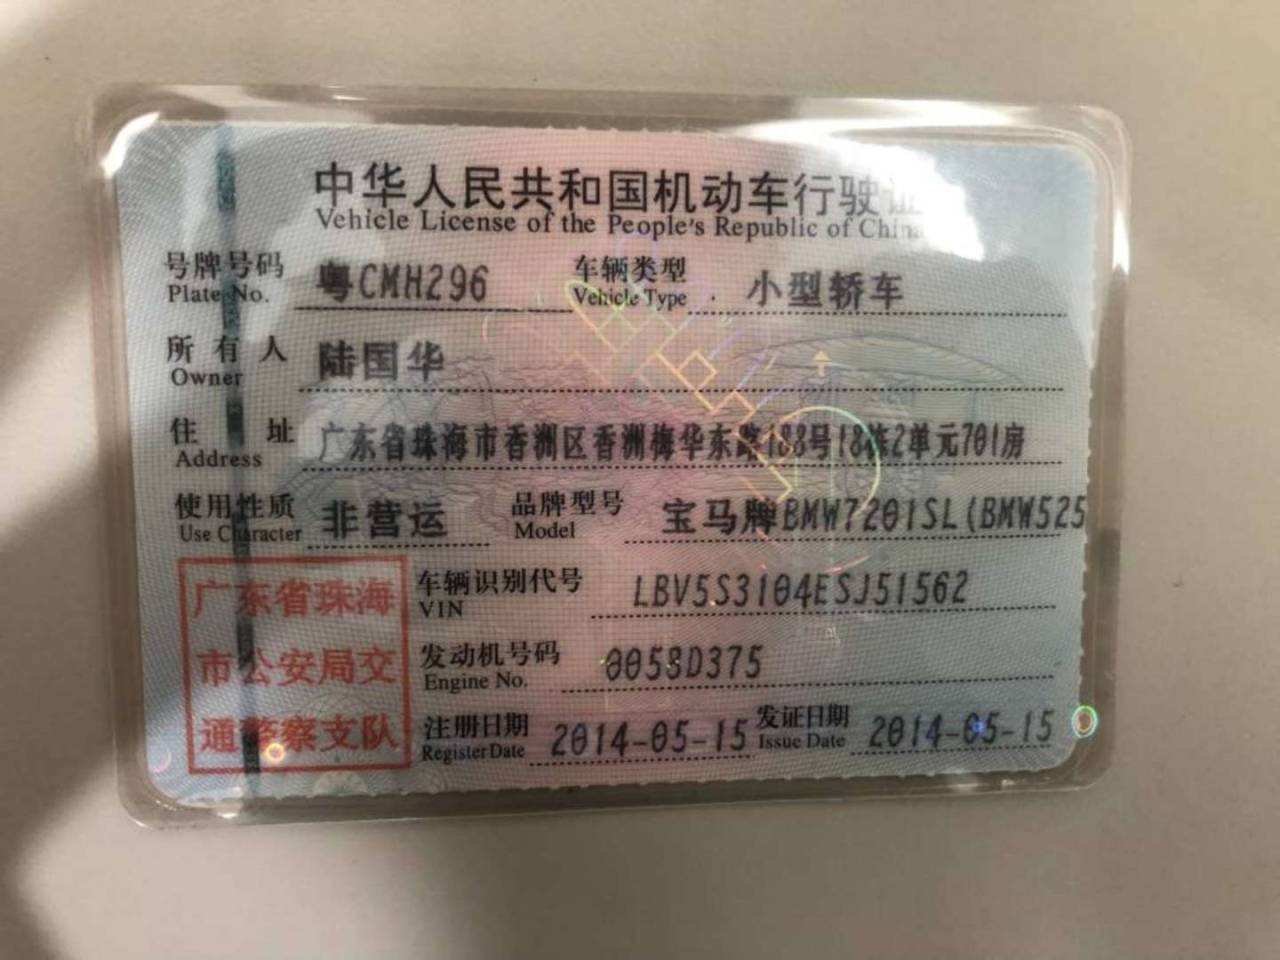 中华人民共和国机动车行驶证
Vehicle License of the People's Republic of China
号牌号码 粤CMH296 车辆类型 小型轿车
Plate No. Vehicle Type
所有人 陆国华
Owner
住址 广东省珠海市香洲区香洲梅华东路188号18栋2单元701房
Address
使用性质 非营运 品牌型号 宝马牌BMW7201SL(BMW525
Use Character Model
广东省珠海 车辆识别代号 LBV5S3104ESJ51562
VIN
市公安局交 发动机号码 0058D375
Engine No.
通警察支队 注册日期 2014-05-15 发证日期 2014-05-15
Register Date Issue Date